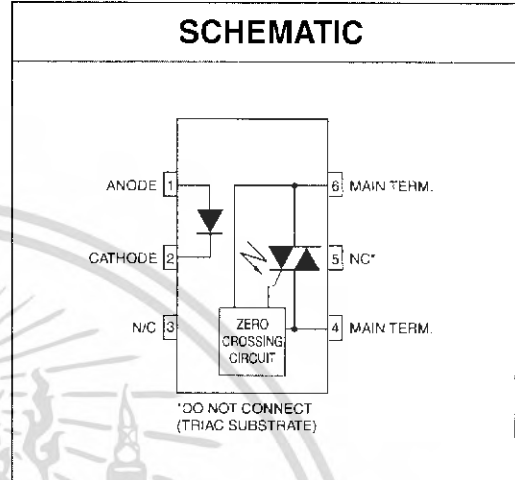 SCHEMATIC
ANODE 1
6 MAIN TERM.
CATHODE 2
5 NC*
N/C 3
ZERO
CROSSING
CIRCUIT
4 MAIN TERM.
*DO NOT CONNECT
(TRIAC SUBSTRATE)